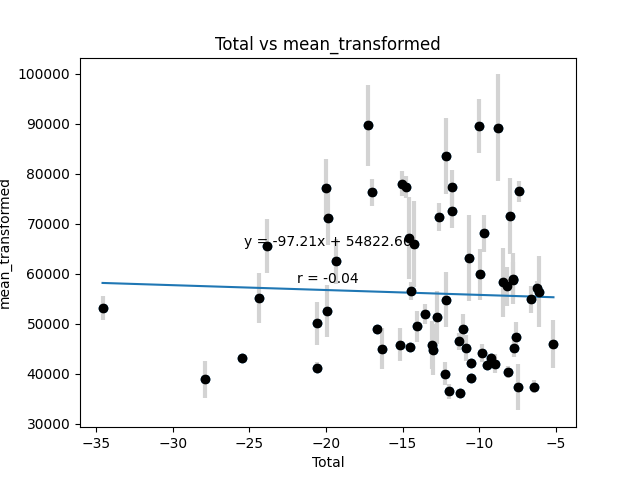 Total vs mean_transformed
100000
90000
80000
70000
60000
50000
40000
30000
mean_transformed
y = -97.21x + 54822.60
r = -0.04
−35 −30 −25 −20 −15 −10 −5
Total